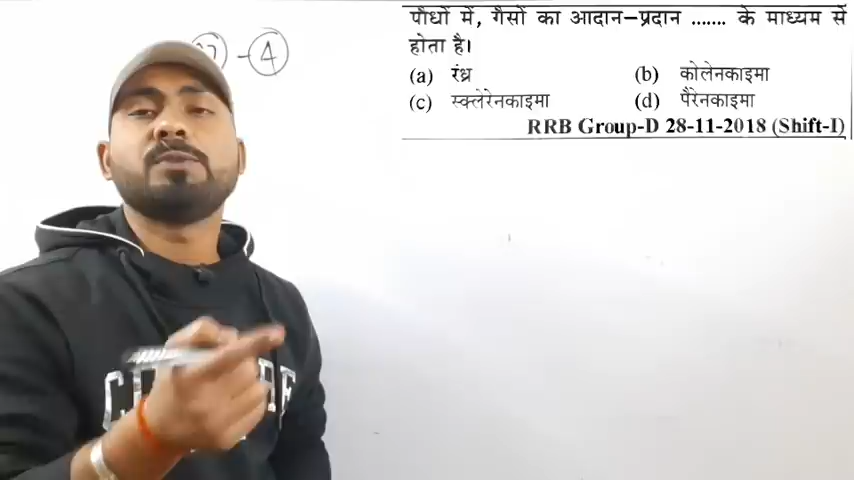 - 4
पौधों में, गैसों का आदान–प्रदान ....... के माध्यम से
होता है।
(a) रंध्र (b) कोलेनकाइमा
(c) स्क्लेरेनकाइमा (d) पैरेनकाइमा
RRB Group-D 28-11-2018 (Shift-I)